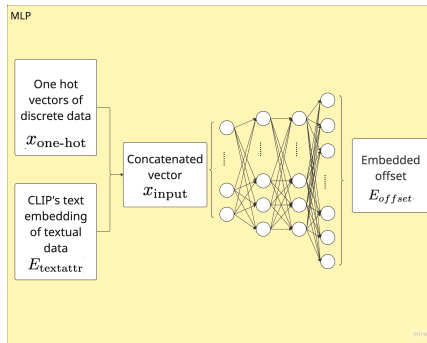 MLP
One hot
vectors of
discrete data
x_one-hot
CLIP's text
embedding
of textual
data
E_textattr
Concatenated
vector
x_input
Embedded
offset
E_offset